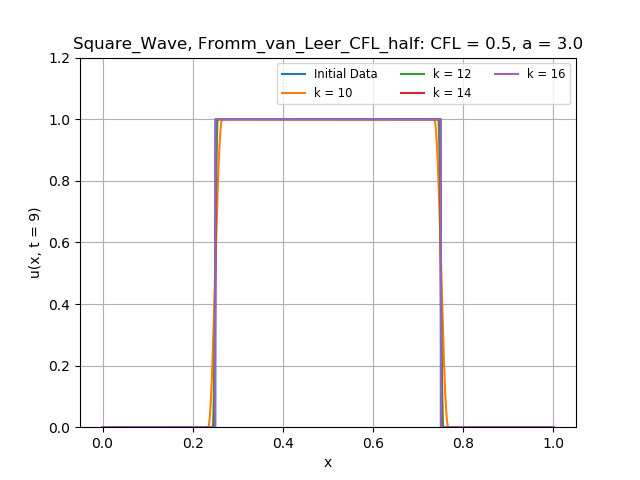 Square_Wave, Fromm_van_Leer_CFL_half: CFL = 0.5, a = 3.0
Initial Data
k = 10
k = 12
k = 14
k = 16
u(x, t = 9)
1.2
1.0
0.8
0.6
0.4
0.2
0.0
0.0 0.2 0.4 0.6 0.8 1.0
x